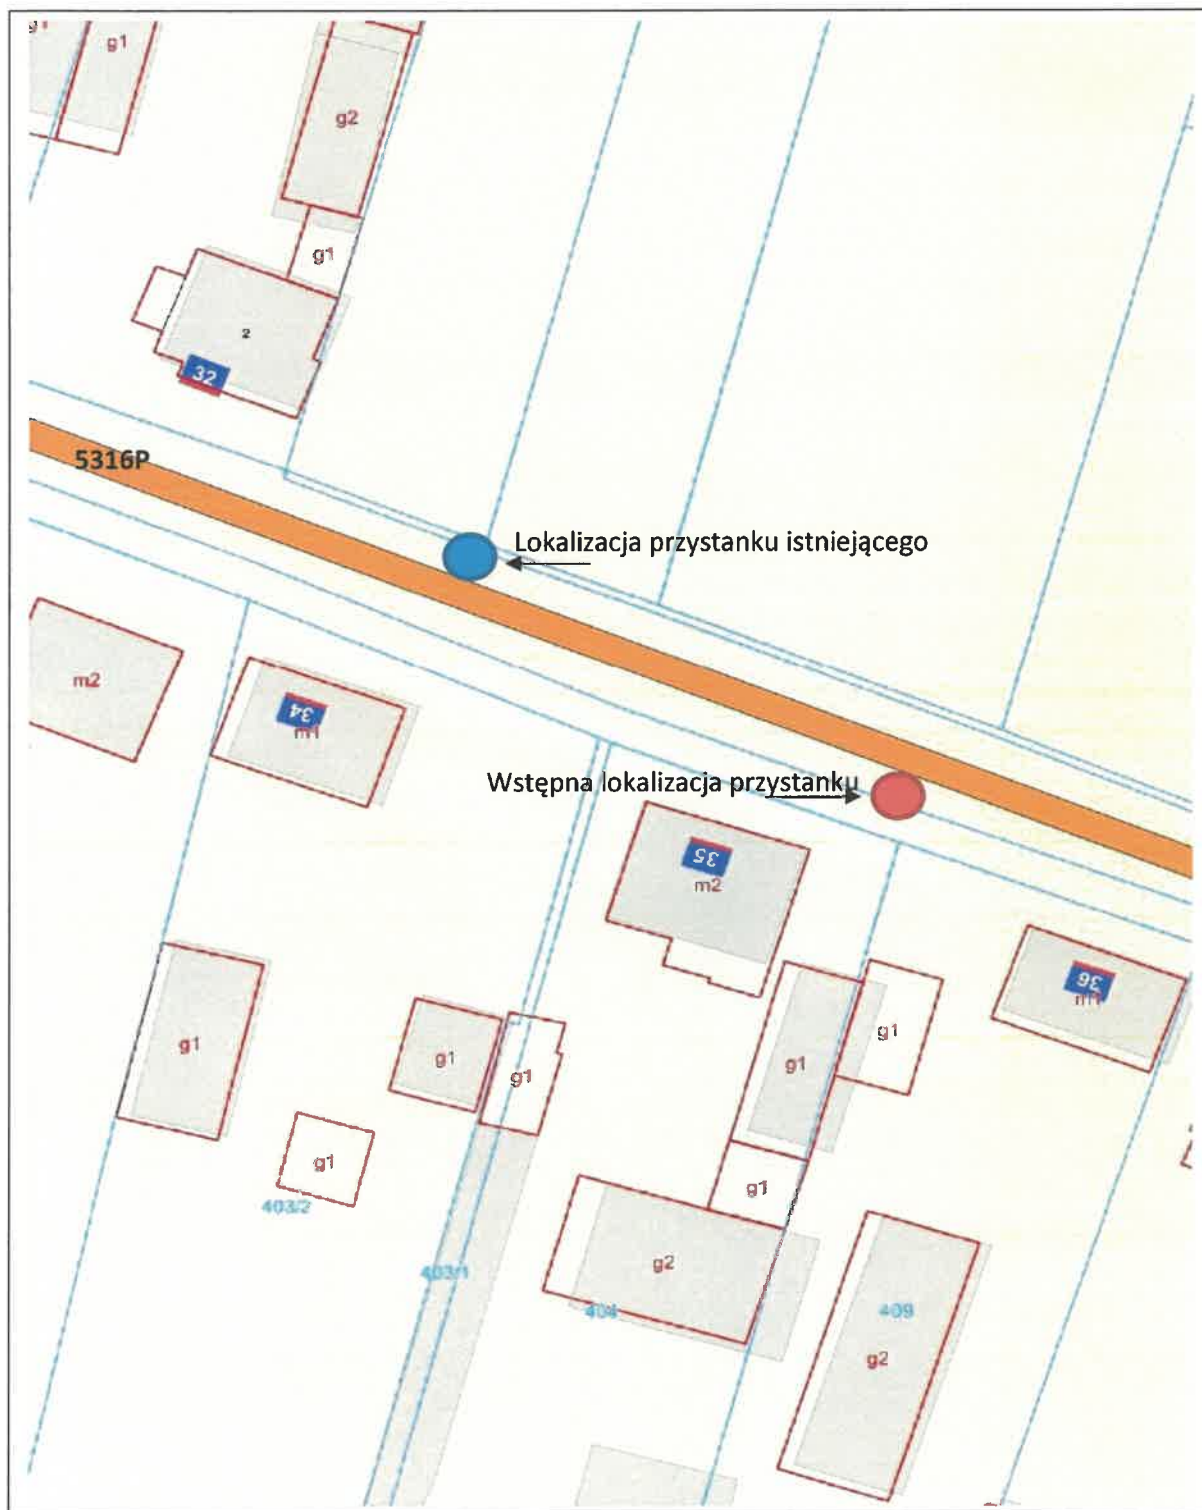 g1
g1
g2
g1
2
32
5316P
Lokalizacja przystanku istniejącego
m2
34
m1
Wstępna lokalizacja przystanku
35
m2
36
m1
g1
g1
g1
g1
g1
g1
403/2
g1
g2
403/1
404
409
g2